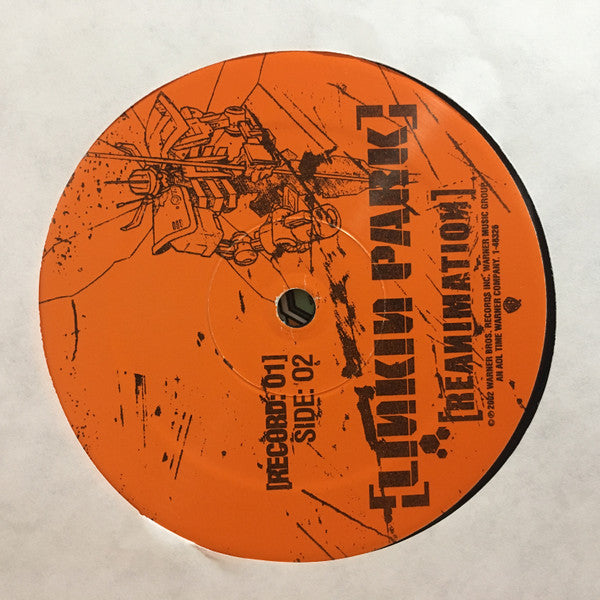 [RECORD: 01]
SIDE: 02
[LINKIN PARK]
[REANIMATION]
℗©2002 WARNER BROS. RECORDS INC. WARNER MUSIC GROUP,
AN AOL TIME WARNER COMPANY. 1-48326